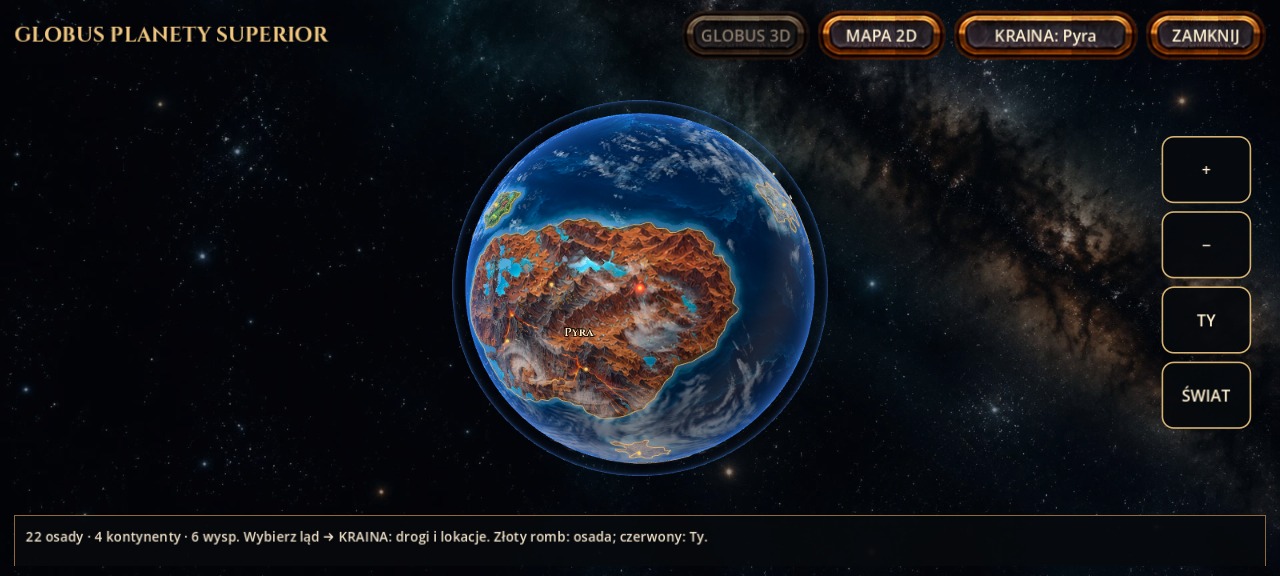 GLOBUS PLANETY SUPERIOR
GLOBUS 3D
MAPA 2D
KRAINA: Pyra
ZAMKNIJ
+
−
TY
ŚWIAT
Pyra
22 osady · 4 kontynenty · 6 wysp. Wybierz ląd → KRAINA: drogi i lokacje. Złoty romb: osada; czerwony: Ty.